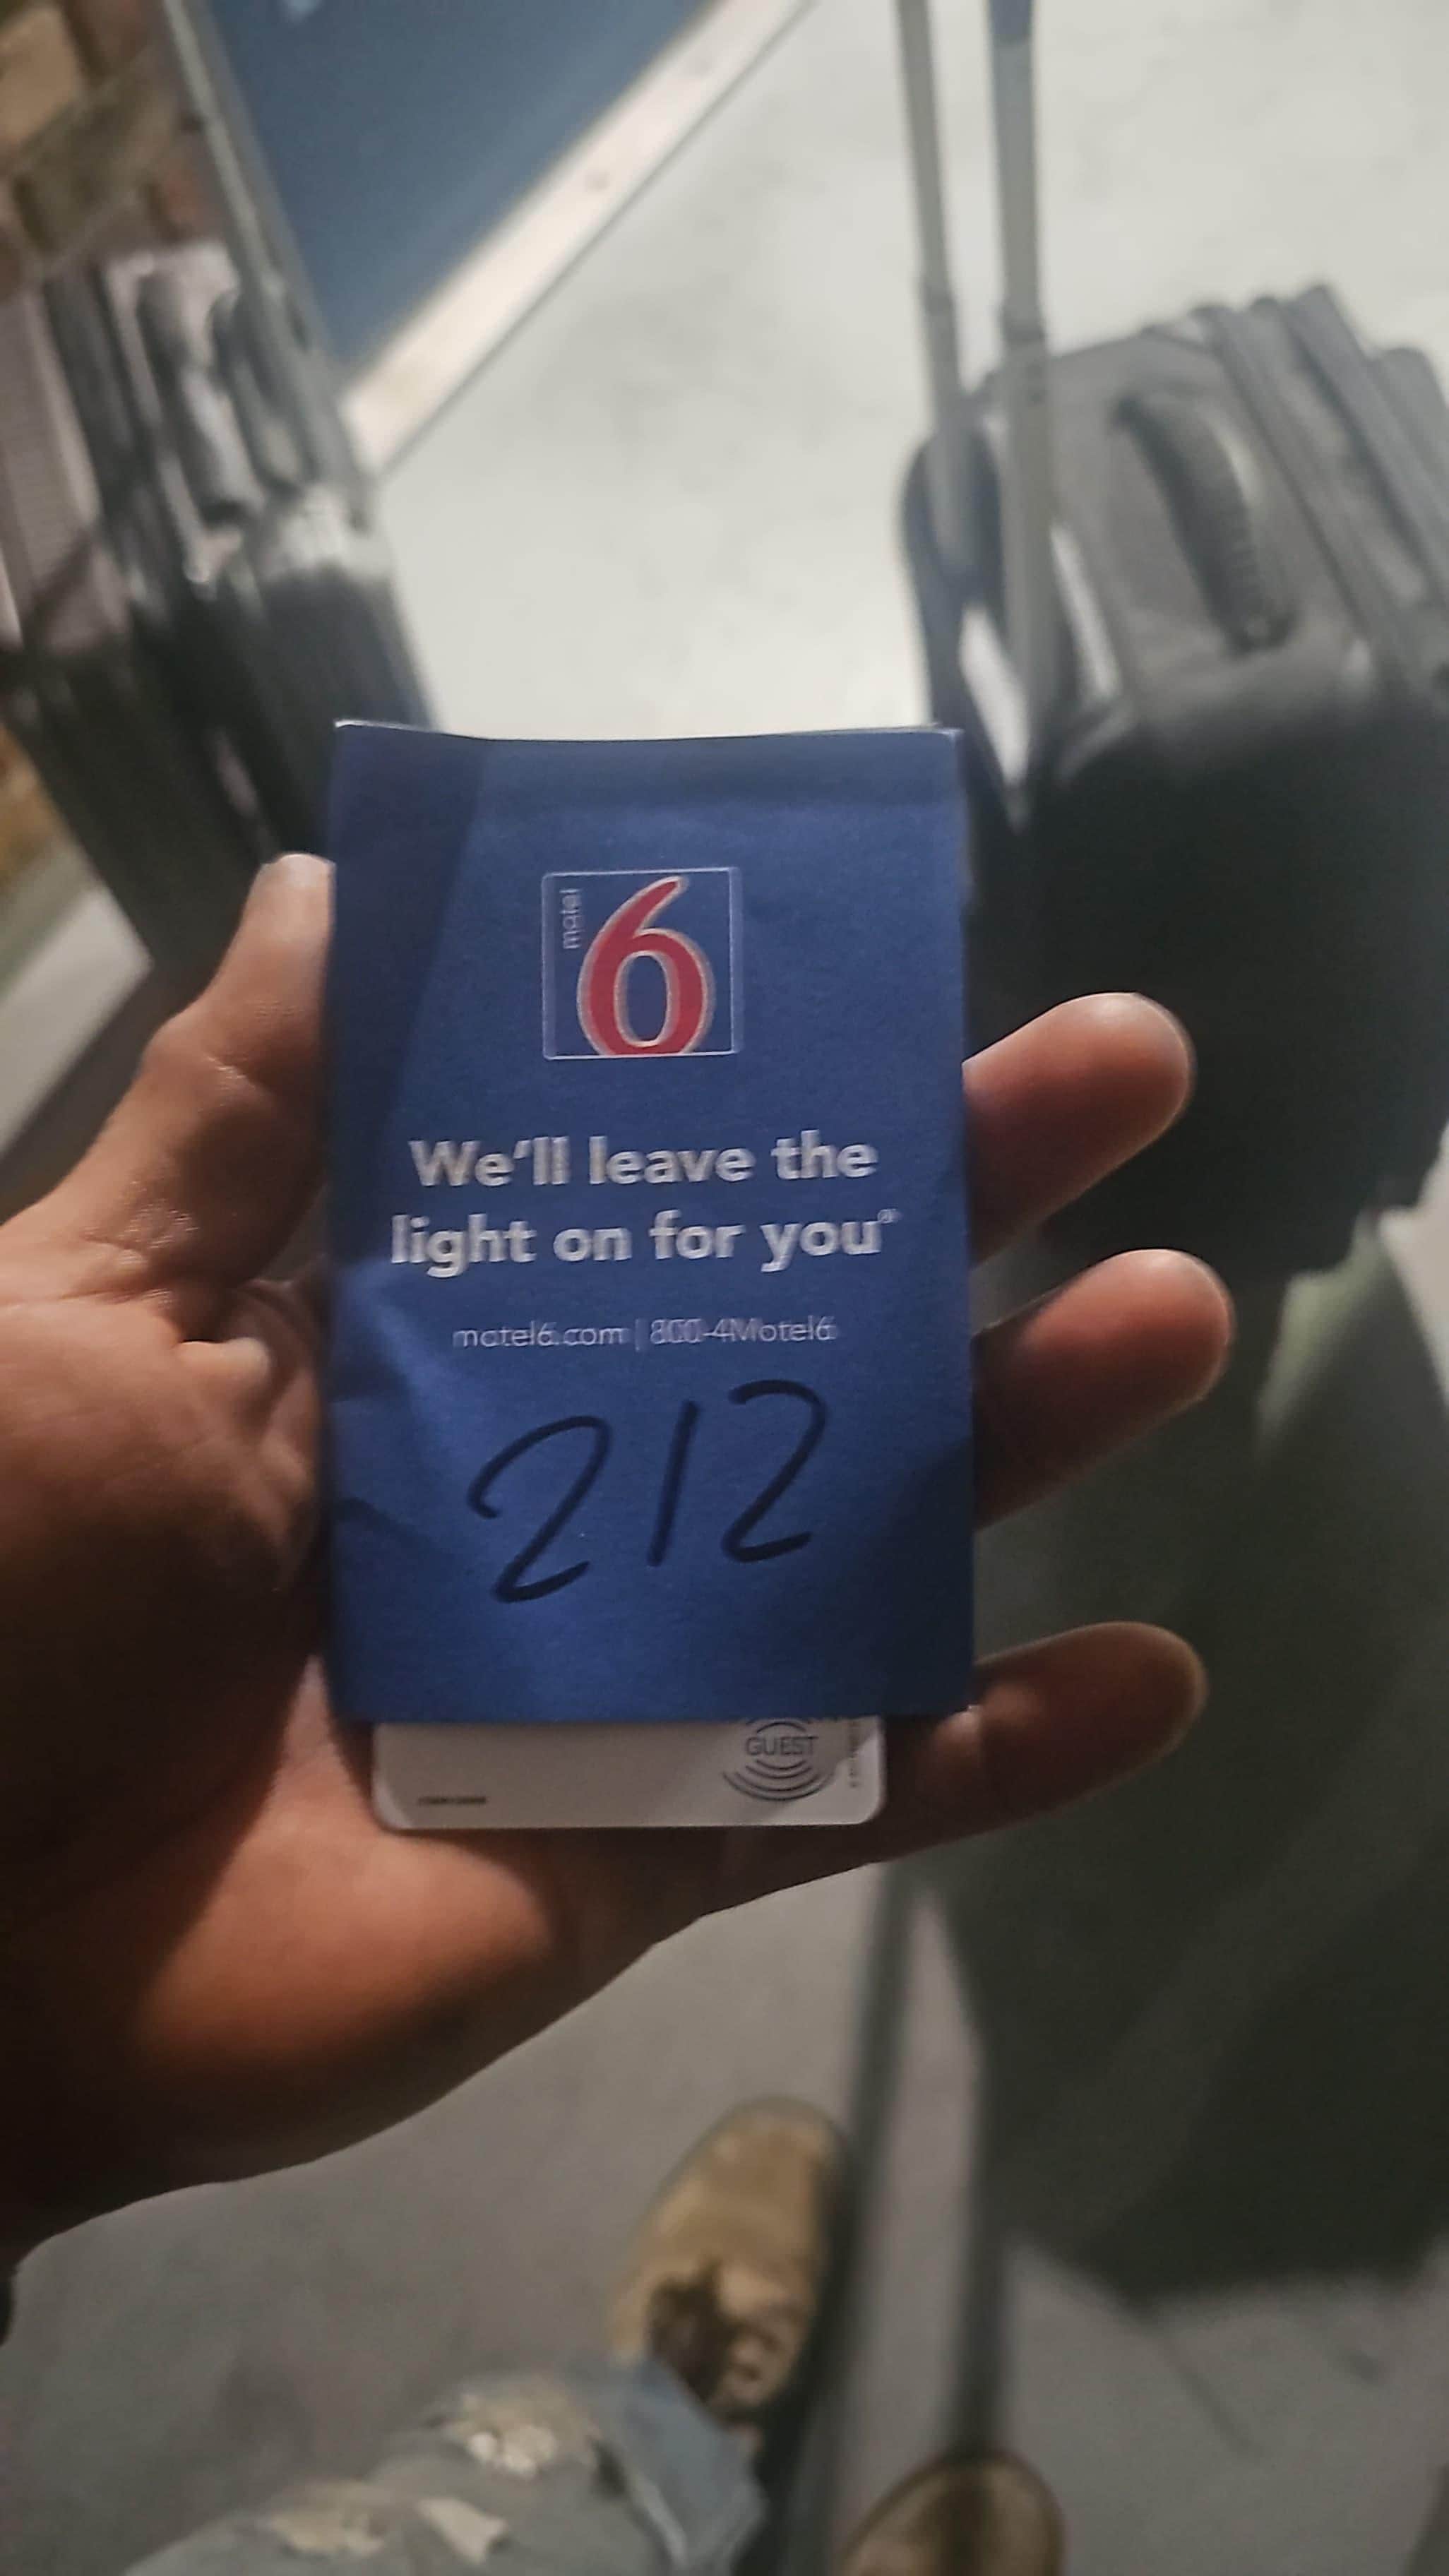 motel
6
We'll leave the
light on for you®
motel6.com | 800-4Motel6
212
GUEST